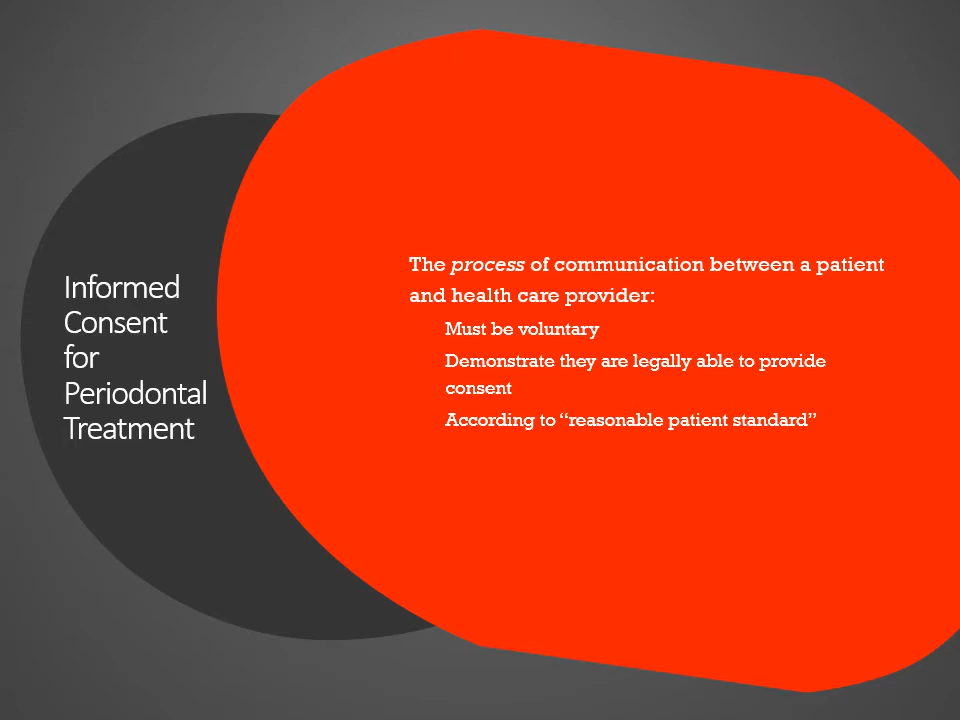 Informed
Consent
for
Periodontal
Treatment
The process of communication between a patient
and health care provider:
Must be voluntary
Demonstrate they are legally able to provide
consent
According to “reasonable patient standard”